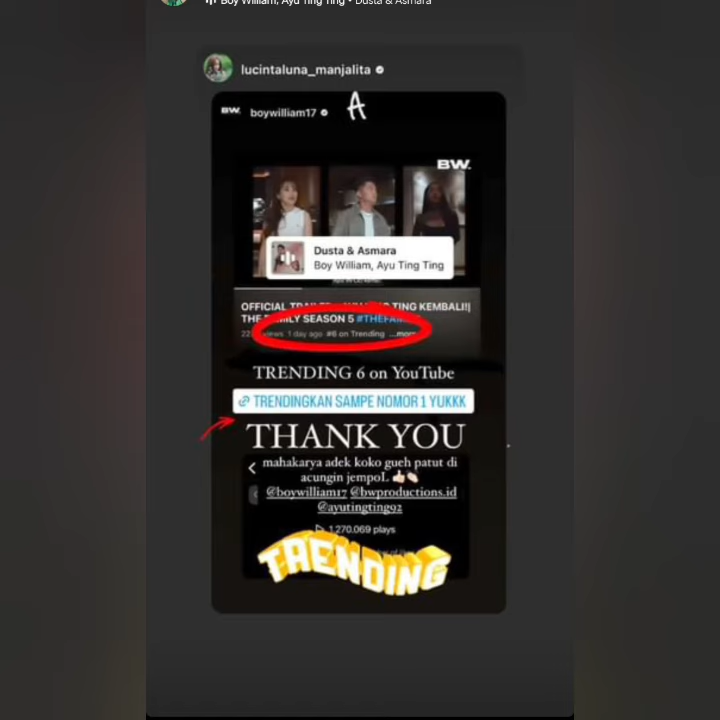 Boy William, Ayu Ting Ting • Dusta & Asmara
lucintaluna_manjalita
BW. boywilliam17
A
BW.
Dusta & Asmara
Boy William, Ayu Ting Ting
OFFICIAL TING KEMBALI!|
THE SEASON 5
1 day ago #6 on Trending ...more
TRENDING 6 on YouTube
TRENDINGKAN SAMPE NOMOR 1 YUKKK
THANK YOU
mahakarya adek koko gueh patut di
acungin jempoL 👍🏻👏🏻
@boywilliam17 @bwproductions.id
@ayutingting92
1.270.069 plays
TRENDING